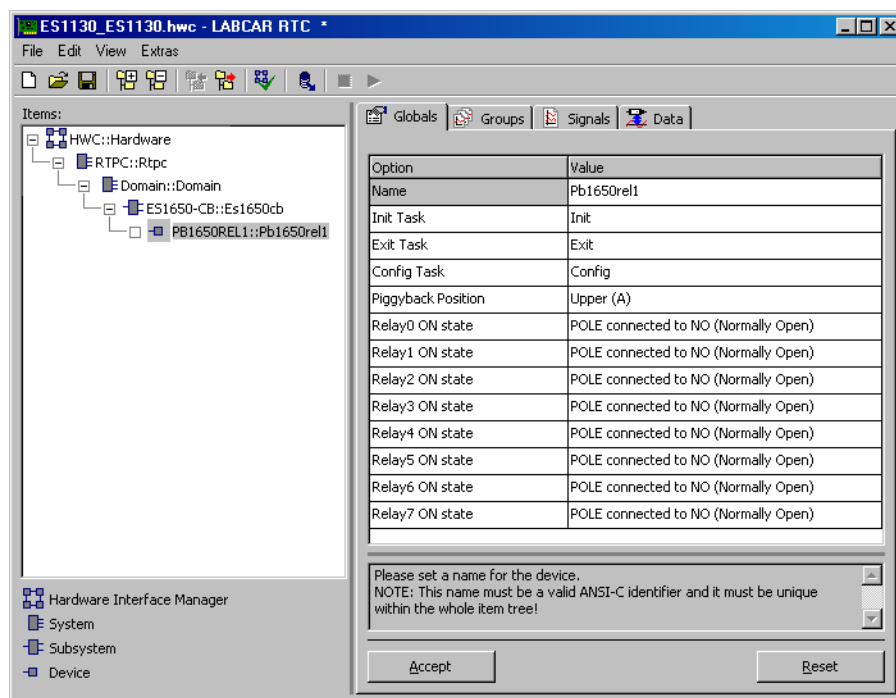 ES1130_ES1130.hwc - LABCAR RTC *
File Edit View Extras
Items:
HWC::Hardware
RTPC::Rtpc
Domain::Domain
ES1650-CB::Es1650cb
PB1650REL1::Pb1650rel1
Hardware Interface Manager
System
Subsystem
Device
Globals Groups Signals Data
Option Value
Name Pb1650rel1
Init Task Init
Exit Task Exit
Config Task Config
Piggyback Position Upper (A)
Relay0 ON state POLE connected to NO (Normally Open)
Relay1 ON state POLE connected to NO (Normally Open)
Relay2 ON state POLE connected to NO (Normally Open)
Relay3 ON state POLE connected to NO (Normally Open)
Relay4 ON state POLE connected to NO (Normally Open)
Relay5 ON state POLE connected to NO (Normally Open)
Relay6 ON state POLE connected to NO (Normally Open)
Relay7 ON state POLE connected to NO (Normally Open)
Please set a name for the device.
NOTE: This name must be a valid ANSI-C identifier and it must be unique
within the whole item tree!
Accept Reset